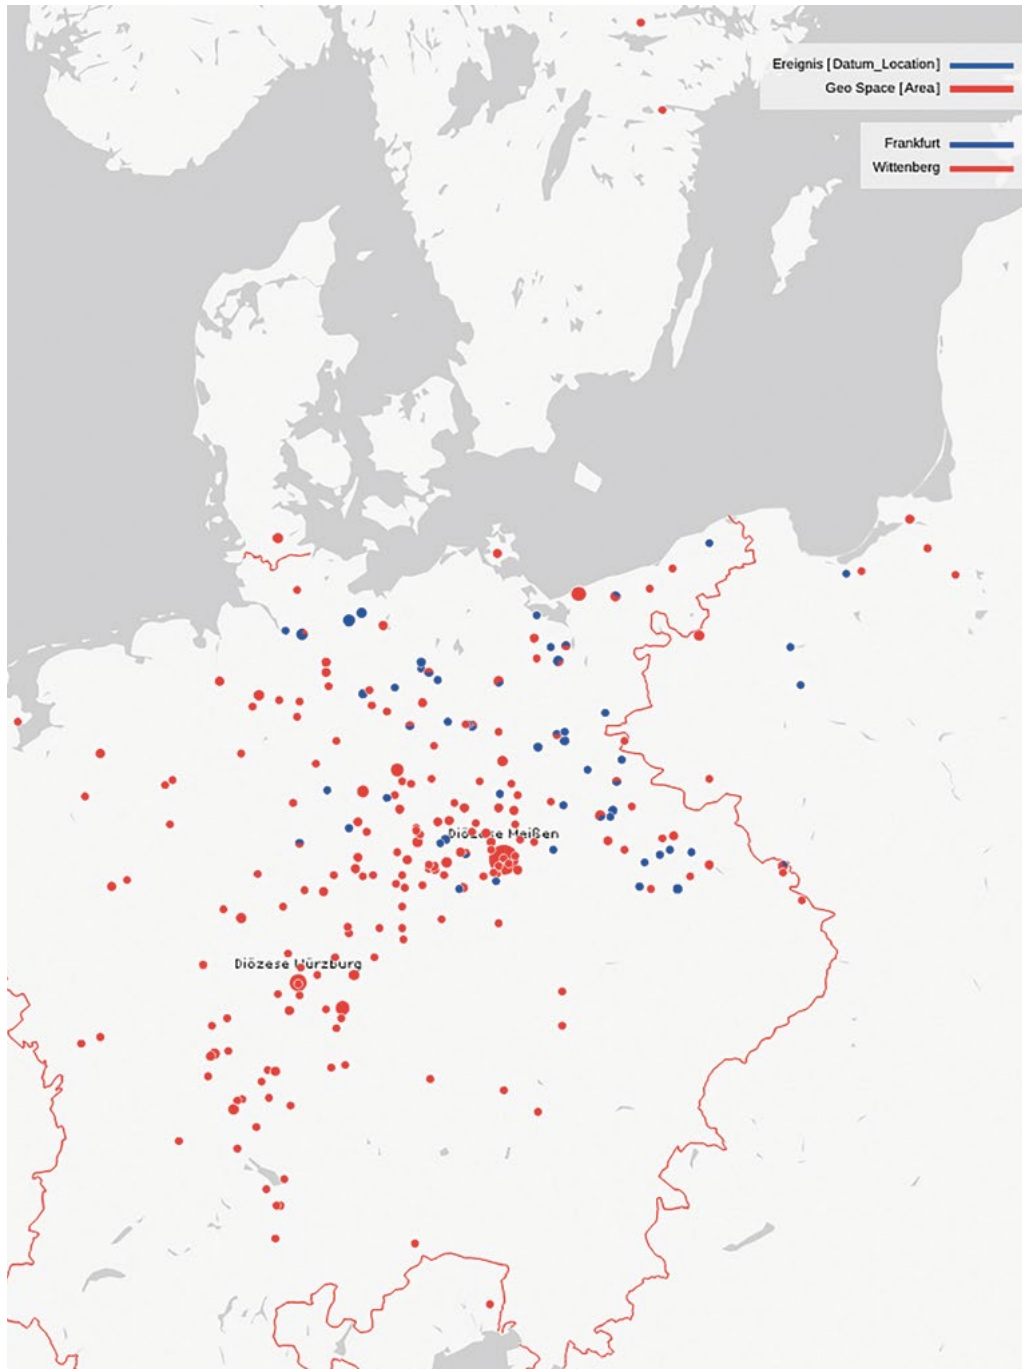 Ereignis [Datum_Location]
Geo Space [Area]
Frankfurt
Wittenberg
Diözese Meißen
Diözese Würzburg